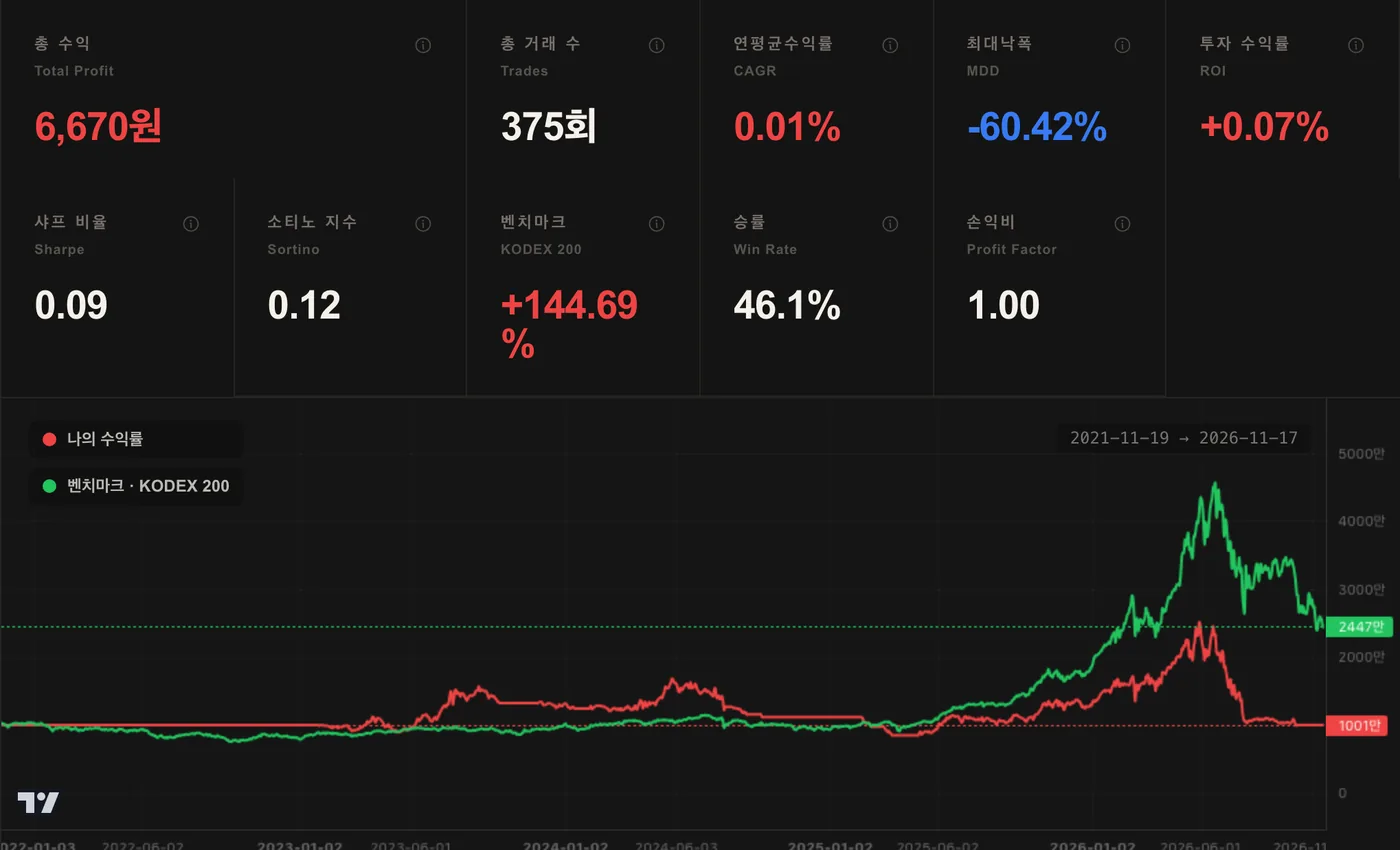 총 수익
Total Profit
6,670원
총 거래 수
Trades
375회
연평균수익률
CAGR
0.01%
최대낙폭
MDD
-60.42%
투자 수익률
ROI
+0.07%
샤프 비율
Sharpe
0.09
소티노 지수
Sortino
0.12
벤치마크
KODEX 200
+144.69
%
승률
Win Rate
46.1%
손익비
Profit Factor
1.00
나의 수익률
벤치마크 · KODEX 200
2021-11-19 → 2026-11-17
5000만
4000만
3000만
2447만
2000만
1001만
0
022-01-03 2022-06-02 2023-01-02 2023-06-01 2024-01-02 2024-06-03 2025-01-02 2025-06-02 2026-01-02 2026-06-01 2026-11